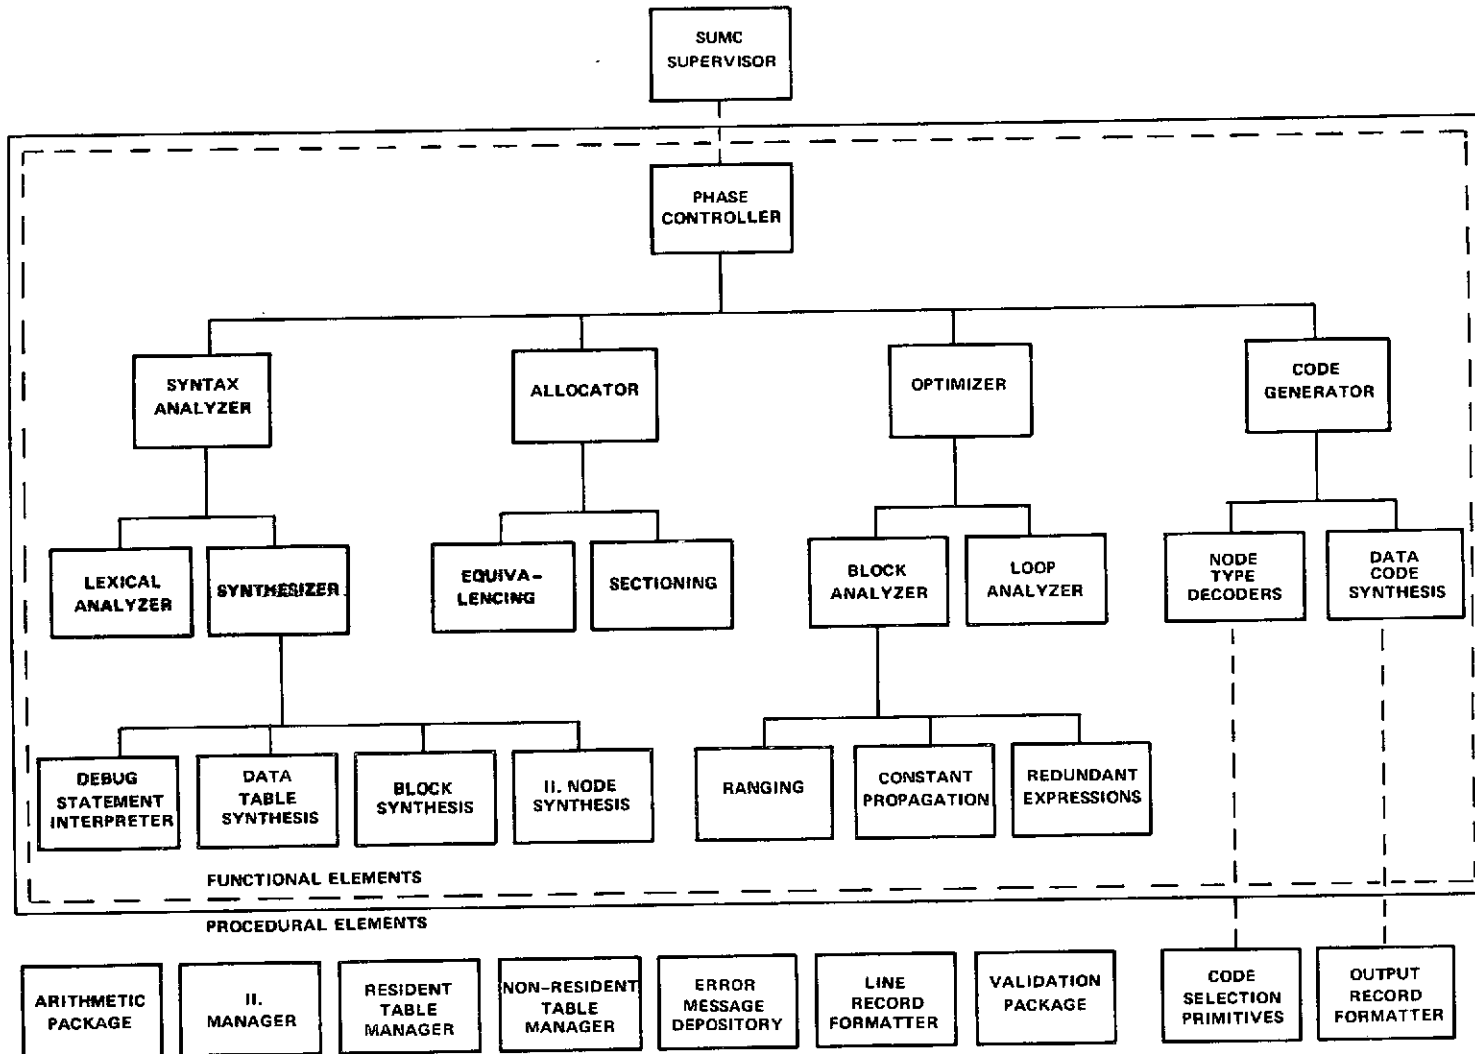 SUMC
SUPERVISOR
PHASE
CONTROLLER
SYNTAX
ANALYZER
ALLOCATOR
OPTIMIZER
CODE
GENERATOR
LEXICAL
ANALYZER
SYNTHESIZER
EQUIVA-
LENCING
SECTIONING
BLOCK
ANALYZER
LOOP
ANALYZER
NODE
TYPE
DECODERS
DATA
CODE
SYNTHESIS
DEBUG
STATEMENT
INTERPRETER
DATA
TABLE
SYNTHESIS
BLOCK
SYNTHESIS
II. NODE
SYNTHESIS
RANGING
CONSTANT
PROPAGATION
REDUNDANT
EXPRESSIONS
FUNCTIONAL ELEMENTS
PROCEDURAL ELEMENTS
ARITHMETIC
PACKAGE
II.
MANAGER
RESIDENT
TABLE
MANAGER
NON-RESIDENT
TABLE
MANAGER
ERROR
MESSAGE
DEPOSITORY
LINE
RECORD
FORMATTER
VALIDATION
PACKAGE
CODE
SELECTION
PRIMITIVES
OUTPUT
RECORD
FORMATTER